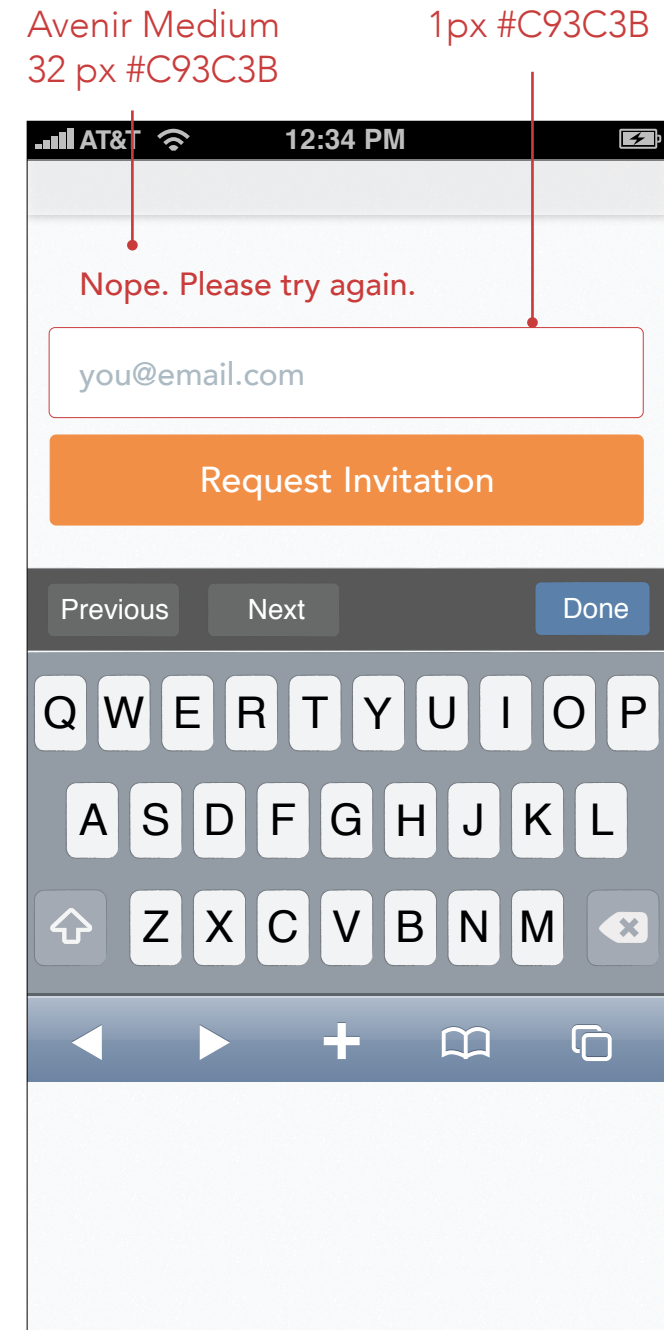 Avenir Medium
32 px #C93C3B
1px #C93C3B
AT&T 12:34 PM
Nope. Please try again.
you@email.com
Request Invitation
Previous Next Done
Q W E R T Y U I O P
A S D F G H J K L
Z X C V B N M